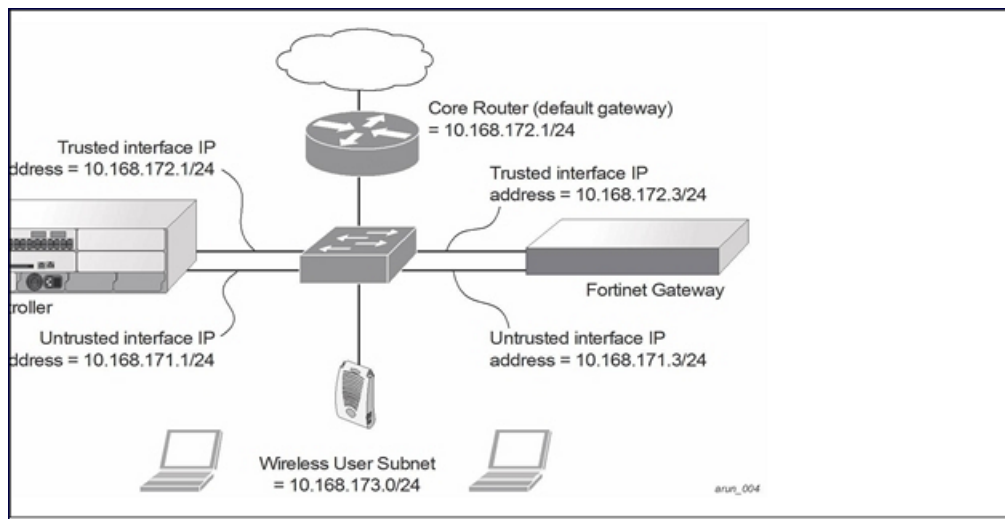 Core Router (default gateway)
= 10.168.172.1/24
Trusted interface IP
address = 10.168.172.1/24
Trusted interface IP
address = 10.168.172.3/24
Fortinet Gateway
troller
Untrusted interface IP
address = 10.168.171.1/24
Untrusted interface IP
address = 10.168.171.3/24
Wireless User Subnet
= 10.168.173.0/24
arun_004